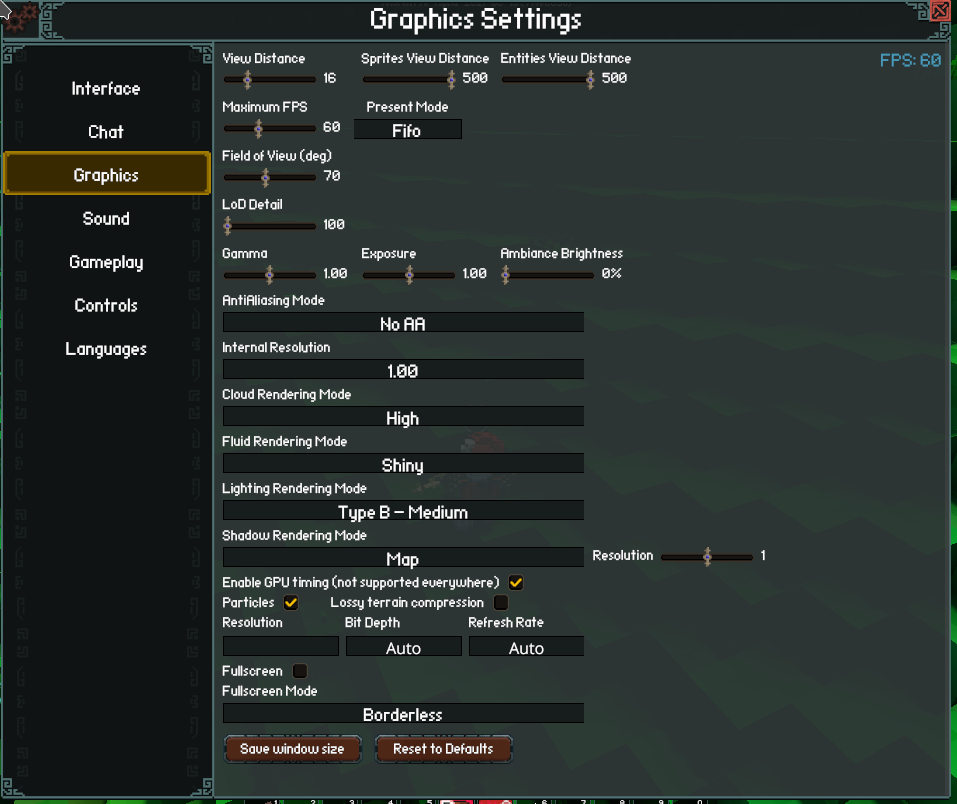 Graphics Settings
FPS: 60
Interface
Chat
Graphics
Sound
Gameplay
Controls
Languages
View Distance Sprites View Distance Entities View Distance
16 500 500
Maximum FPS Present Mode
60 Fifo
Field of View (deg)
70
LoD Detail
100
Gamma Exposure Ambiance Brightness
1.00 1.00 0%
AntiAliasing Mode
No AA
Internal Resolution
1.00
Cloud Rendering Mode
High
Fluid Rendering Mode
Shiny
Lighting Rendering Mode
Type B - Medium
Shadow Rendering Mode
Map Resolution 1
Enable GPU timing (not supported everywhere)
Particles Lossy terrain compression
Resolution Bit Depth Refresh Rate
Auto Auto
Fullscreen
Fullscreen Mode
Borderless
Save window size Reset to Defaults